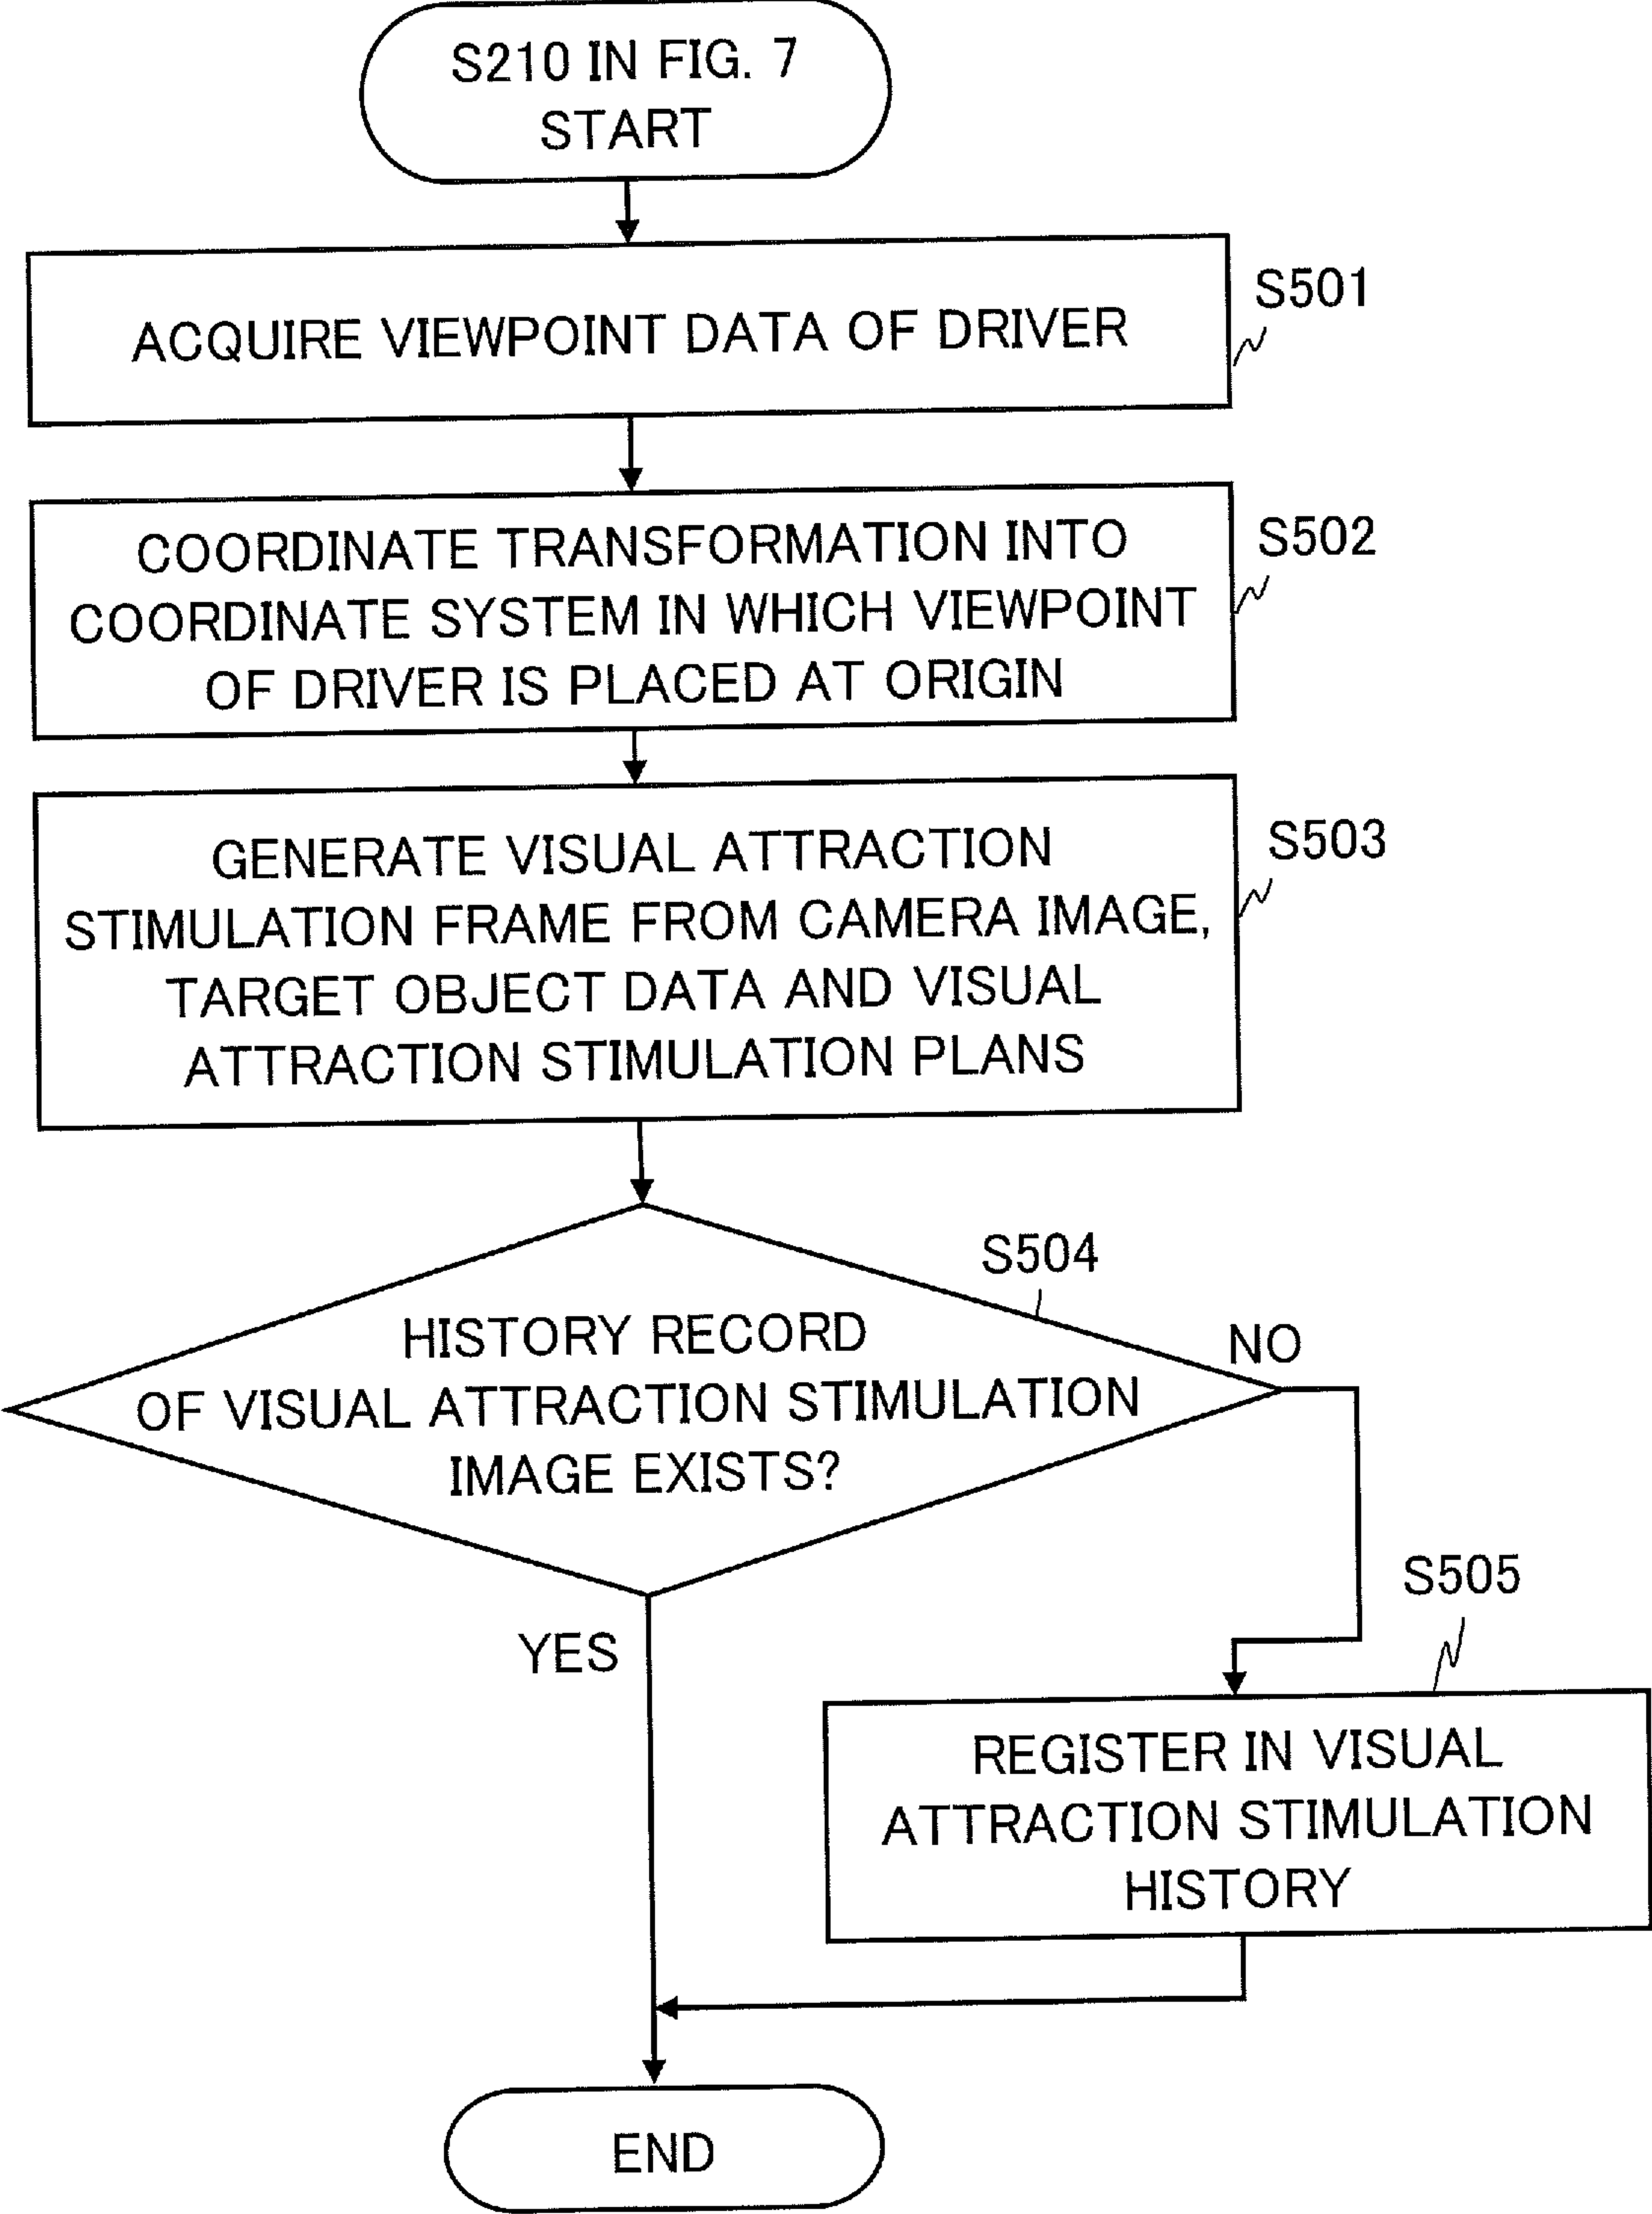 S210 IN FIG. 7
START
ACQUIRE VIEWPOINT DATA OF DRIVER
S501
COORDINATE TRANSFORMATION INTO
COORDINATE SYSTEM IN WHICH VIEWPOINT
OF DRIVER IS PLACED AT ORIGIN
S502
GENERATE VISUAL ATTRACTION
STIMULATION FRAME FROM CAMERA IMAGE,
TARGET OBJECT DATA AND VISUAL
ATTRACTION STIMULATION PLANS
S503
S504
HISTORY RECORD
OF VISUAL ATTRACTION STIMULATION
IMAGE EXISTS?
NO
YES
S505
REGISTER IN VISUAL
ATTRACTION STIMULATION
HISTORY
END